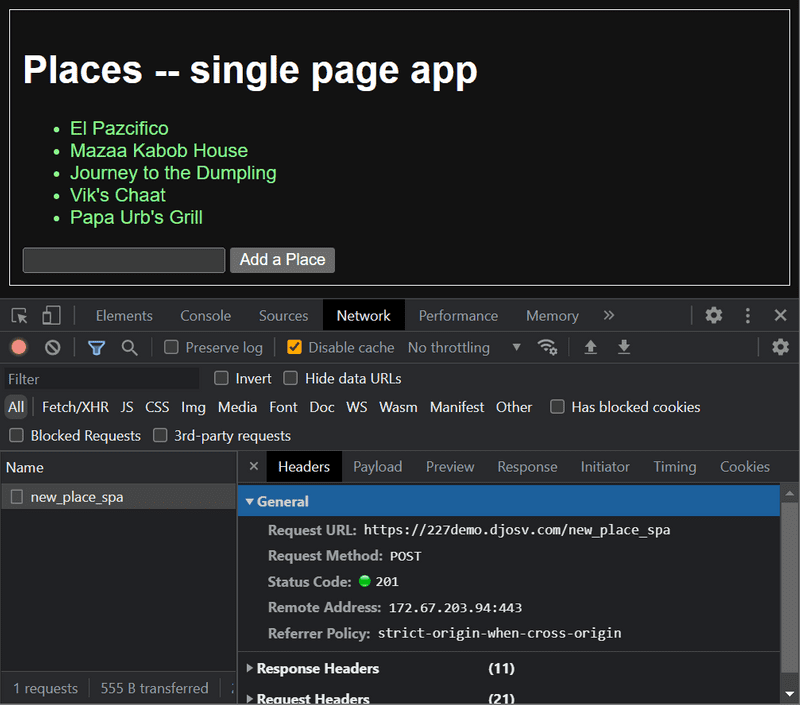 Places -- single page app
El Pazcifico
Mazaa Kabob House
Journey to the Dumpling
Vik's Chaat
Papa Urb's Grill
Add a Place
Elements Console Sources Network Performance Memory
Preserve log Disable cache No throttling
Filter Invert Hide data URLs
All Fetch/XHR JS CSS Img Media Font Doc WS Wasm Manifest Other Has blocked cookies
Blocked Requests 3rd-party requests
Name Headers Payload Preview Response Initiator Timing Cookies
new_place_spa
General
Request URL: https://227demo.djosv.com/new_place_spa
Request Method: POST
Status Code: 201
Remote Address: 172.67.203.94:443
Referrer Policy: strict-origin-when-cross-origin
Response Headers (11)
Request Headers (21)
1 requests 555 B transferred